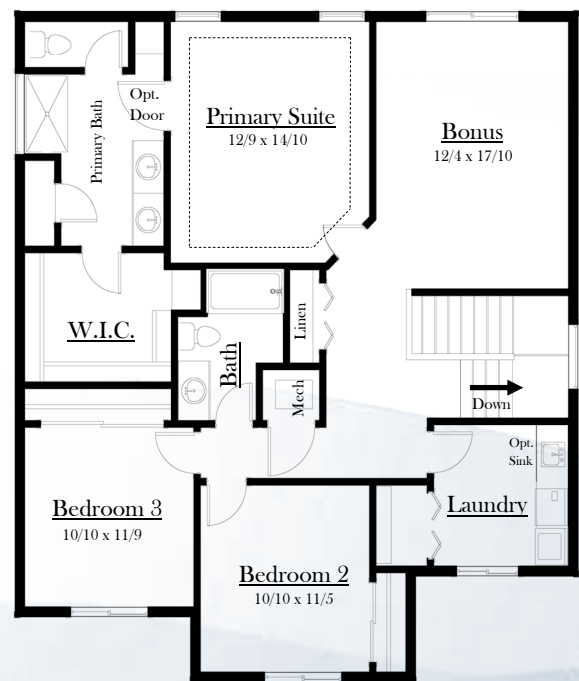 Opt.
Door
Primary Bath
Primary Suite
12/9 x 14/10
Bonus
12/4 x 17/10
W.I.C.
Bath
Linen
Mech
Down
Opt.
Sink
Laundry
Bedroom 3
10/10 x 11/9
Bedroom 2
10/10 x 11/5